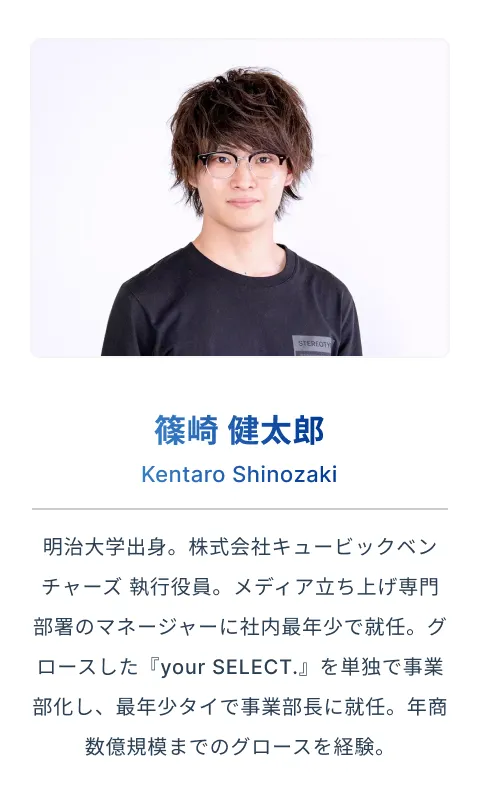 STEREOTY
篠崎 健太郎
Kentaro Shinozaki
明治大学出身。株式会社キュービックベン
チャーズ 執行役員。メディア立ち上げ専門
部署のマネージャーに社内最年少で就任。グ
ロースした『your SELECT.』を単独で事業
部化し、最年少タイで事業部長に就任。年商
数億規模までのグロースを経験。